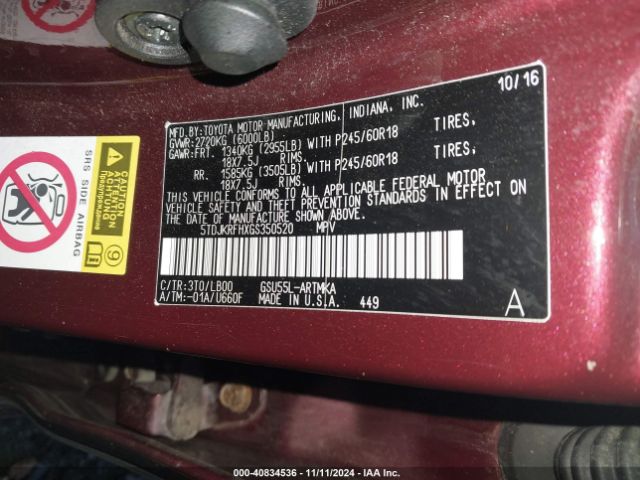 10/16
MFD.BY:TOYOTA MOTOR MANUFACTURING, INDIANA, INC.
GVWR:2720KG (6000LB)
GAWR:FRT. 1340KG (2955LB) WITH P245/60R18 TIRES,
18X7.5J RIMS.
RR. 1585KG (3505LB) WITH P245/60R18 TIRES,
18X7.5J RIMS.
THIS VEHICLE CONFORMS TO ALL APPLICABLE FEDERAL MOTOR
VEHICLE SAFETY AND THEFT PREVENTION STANDARDS IN EFFECT ON
THE DATE OF MANUFACTURE SHOWN ABOVE.
5TDJKRFHXGS350520 MPV
C/TR:3T0/LB00 GSU55L-ARTMKA
A/TM:-01A/U660F MADE IN U.S.A. 449
A
SRS SIDE AIRBAG
CAUTION
ATTENTION
ACHTUNG
Предупреждение
9
000-40834536 - 11/11/2024 - IAA Inc.